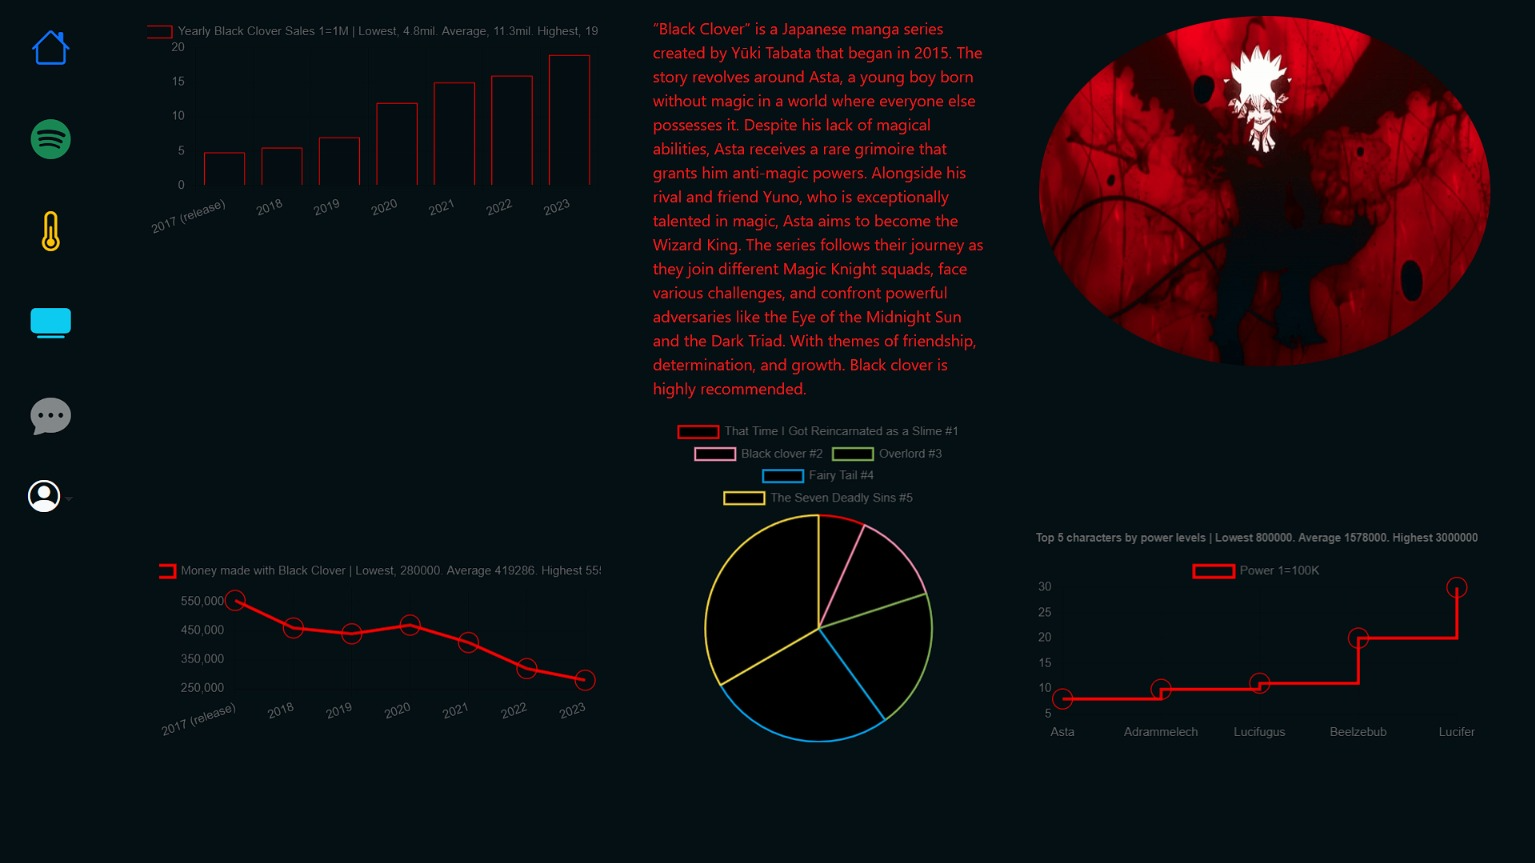 Yearly Black Clover Sales 1=1M | Lowest, 4.8mil. Average, 11.3mil. Highest, 19
20
15
10
5
0
2017 (release) 2018 2019 2020 2021 2022 2023
"Black Clover" is a Japanese manga series
created by Yūki Tabata that began in 2015. The
story revolves around Asta, a young boy born
without magic in a world where everyone else
possesses it. Despite his lack of magical
abilities, Asta receives a rare grimoire that
grants him anti-magic powers. Alongside his
rival and friend Yuno, who is exceptionally
talented in magic, Asta aims to become the
Wizard King. The series follows their journey as
they join different Magic Knight squads, face
various challenges, and confront powerful
adversaries like the Eye of the Midnight Sun
and the Dark Triad. With themes of friendship,
determination, and growth. Black clover is
highly recommended.
That Time I Got Reincarnated as a Slime #1
Black clover #2 Overlord #3
Fairy Tail #4
The Seven Deadly Sins #5
Money made with Black Clover | Lowest, 280000. Average 419286. Highest 555
550,000
450,000
350,000
250,000
2017 (release) 2018 2019 2020 2021 2022 2023
Top 5 characters by power levels | Lowest 800000. Average 1578000. Highest 3000000
Power 1=100K
30
25
20
15
10
5
Asta Adrammelech Lucifugus Beelzebub Lucifer